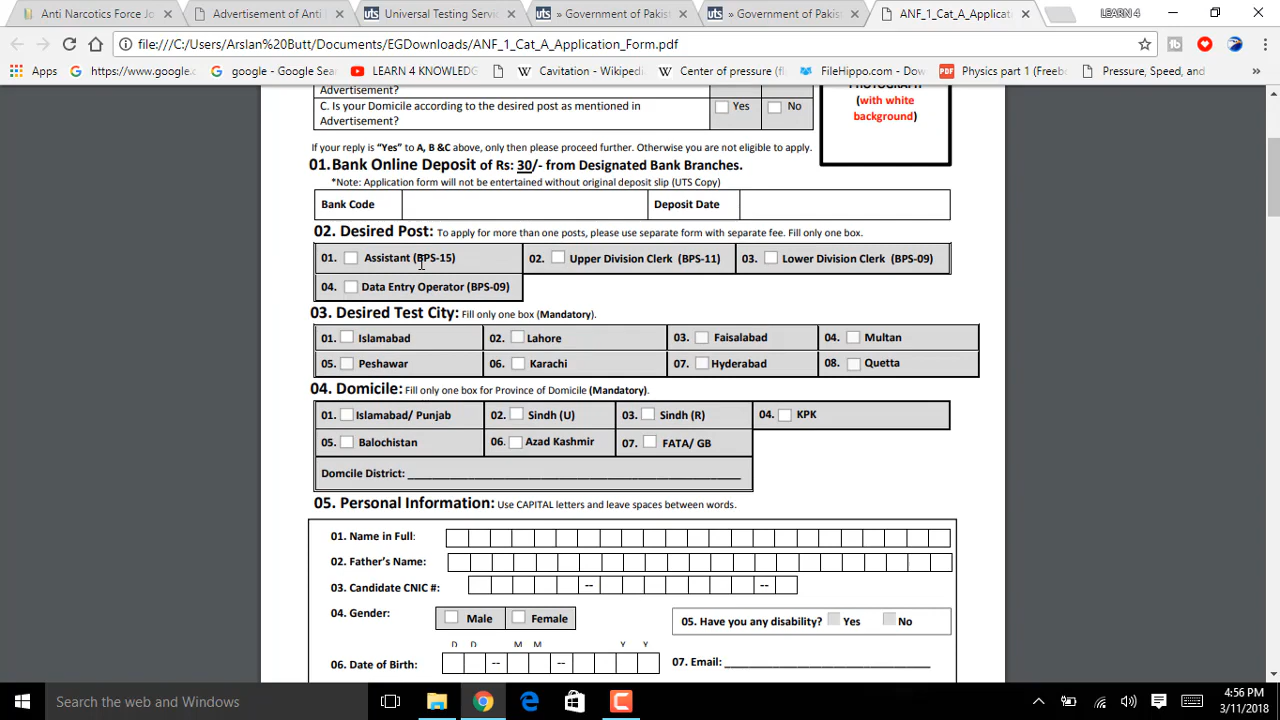 Anti Narcotics Force Jo
Advertisement of Anti
Universal Testing Servic
» Government of Pakist
» Government of Pakist
ANF_1_Cat_A_Applicati
LEARN 4
file:///C:/Users/Arslan%20Butt/Documents/EGDownloads/ANF_1_Cat_A_Application_Form.pdf
Apps
https://www.google.c
google - Google Sea
LEARN 4 KNOWLEDG
Cavitation - Wikipedi
Center of pressure (fl
FileHippo.com - Dow
Physics part 1 (Freeb
Pressure, Speed, and
»
Advertisement?
C. Is your Domicile according to the desired post as mentioned in Advertisement?
Yes No
PHOTOGRAPH
(with white
background)
If your reply is “Yes” to A, B &C above, only then please proceed further. Otherwise you are not eligible to apply.
01.Bank Online Deposit of Rs: 30/- from Designated Bank Branches.
*Note: Application form will not be entertained without original deposit slip (UTS Copy)
Bank Code Deposit Date
02. Desired Post: To apply for more than one posts, please use separate form with separate fee. Fill only one box.
01. Assistant (BPS-15) 02. Upper Division Clerk (BPS-11) 03. Lower Division Clerk (BPS-09)
04. Data Entry Operator (BPS-09)
03. Desired Test City: Fill only one box (Mandatory).
01. Islamabad 02. Lahore 03. Faisalabad 04. Multan
05. Peshawar 06. Karachi 07. Hyderabad 08. Quetta
04. Domicile: Fill only one box for Province of Domicile (Mandatory).
01. Islamabad/ Punjab 02. Sindh (U) 03. Sindh (R) 04. KPK
05. Balochistan 06. Azad Kashmir 07. FATA/ GB
Domcile District: ______________________________
05. Personal Information: Use CAPITAL letters and leave spaces between words.
01. Name in Full:
02. Father’s Name:
03. Candidate CNIC #: -- --
04. Gender: Male Female 05. Have you any disability? Yes No
D D M M Y Y
06. Date of Birth: -- -- 07. Email: ______________________
Search the web and Windows
4:56 PM
3/11/2018